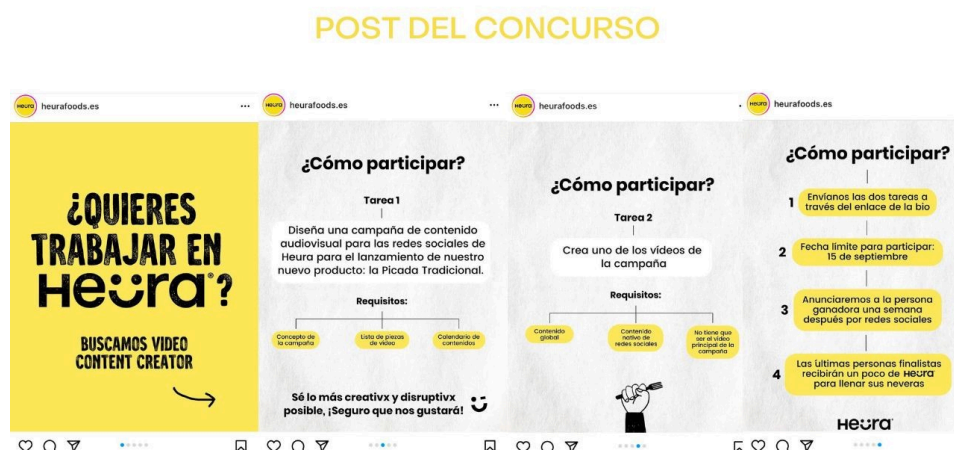 POST DEL CONCURSO
Heura heurafoods.es
¿QUIERES
TRABAJAR EN
Heura®?
BUSCAMOS VIDEO
CONTENT CREATOR
Heura heurafoods.es
¿Cómo participar?
Tarea 1
Diseña una campaña de contenido
audiovisual para las redes sociales de
Heura para el lanzamiento de nuestro
nuevo producto: la Picada Tradicional.
Requisitos:
Concepto de
la campaña
Lista de piezas
de video
Calendario de
contenidos
Sé lo más creativx y disruptivx
posible, ¡Seguro que nos gustará!
Heura heurafoods.es
¿Cómo participar?
Tarea 2
Crea uno de los vídeos de
la campaña
Requisitos:
Contenido
global
Contenido
nativo de
redes sociales
No tiene que
ser el vídeo
principal de la
campaña
Heura heurafoods.es
¿Cómo participar?
1 Envíanos las dos tareas a
través del enlace de la bio
2 Fecha límite para participar:
15 de septiembre
3 Anunciaremos a la persona
ganadora una semana
después por redes sociales
4 Las últimas personas finalistas
recibirán un poco de Heura
para llenar sus neveras
Heura